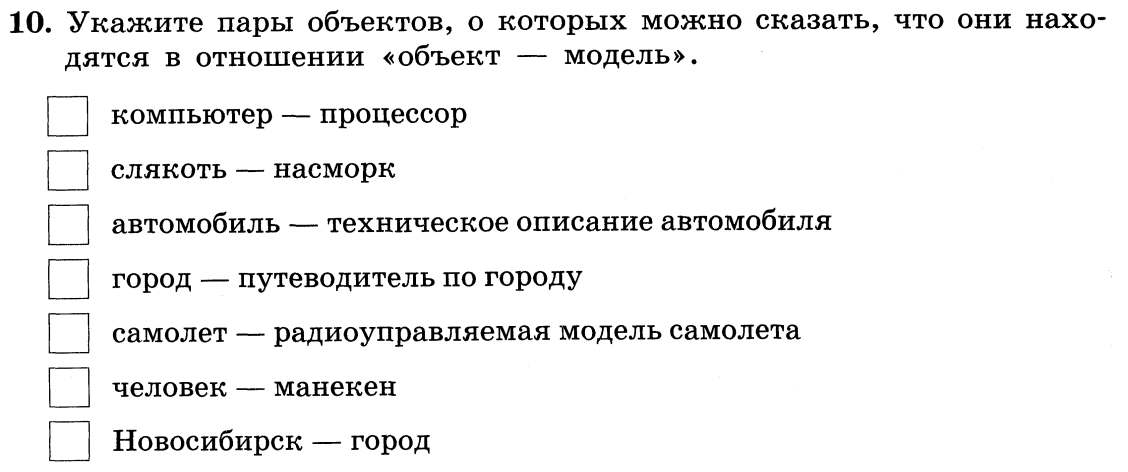 10. Укажите пары объектов, о которых можно сказать, что они нахо-
дятся в отношении «объект — модель».
компьютер — процессор
слякоть — насморк
автомобиль — техническое описание автомобиля
город — путеводитель по городу
самолет — радиоуправляемая модель самолета
человек — манекен
Новосибирск — город